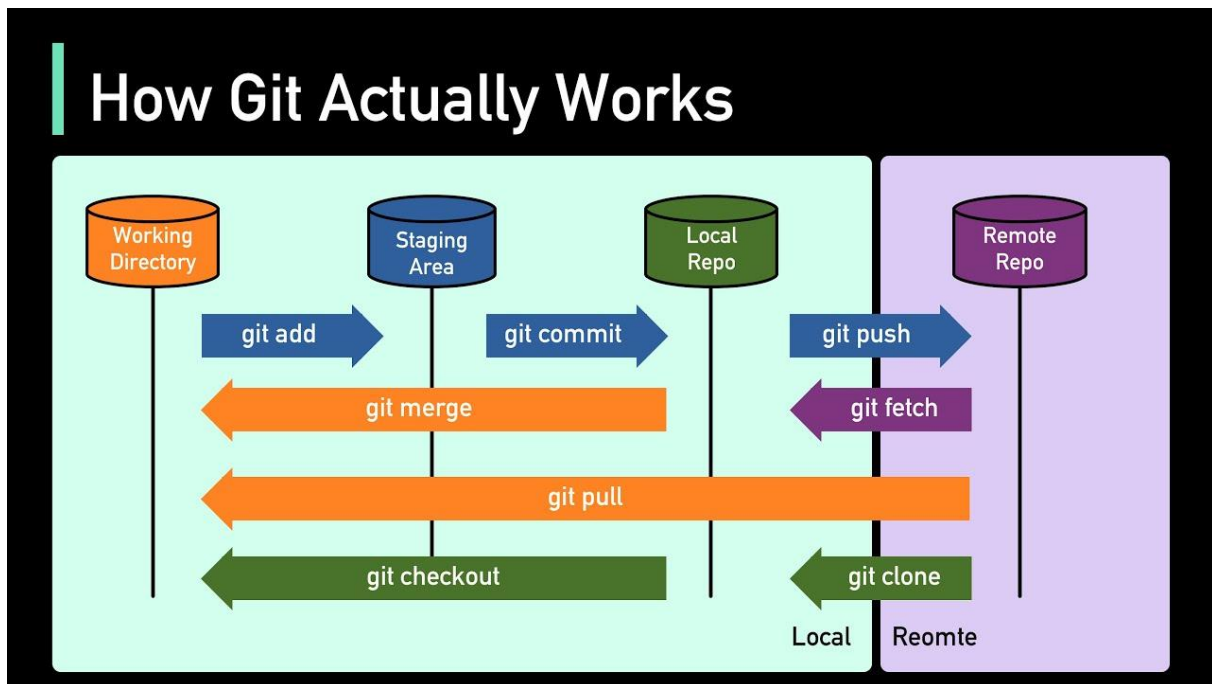 How Git Actually Works
Working
Directory
Staging
Area
Local
Repo
Remote
Repo
git add
git commit
git push
git merge
git fetch
git pull
git checkout
git clone
Local
Reomte